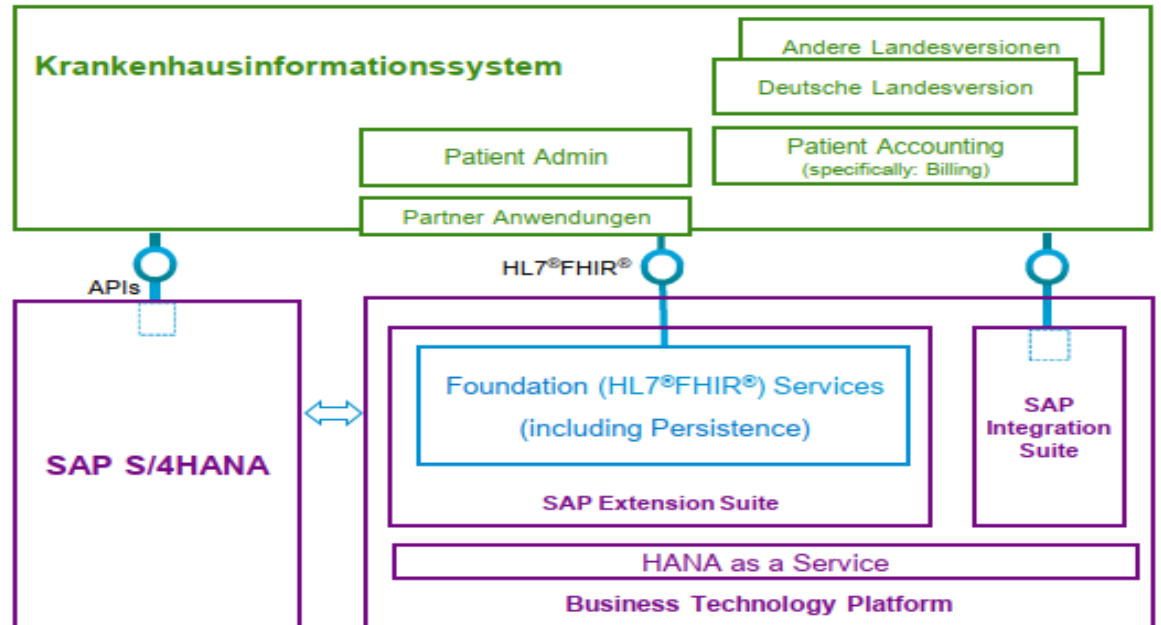 Krankenhausinformationssystem
Andere Landesversionen
Deutsche Landesversion
Patient Admin
Patient Accounting
(specifically: Billing)
Partner Anwendungen
APIs
HL7®FHIR®
Foundation (HL7®FHIR®) Services
(including Persistence)
SAP S/4HANA
SAP
Integration
Suite
SAP Extension Suite
HANA as a Service
Business Technology Platform